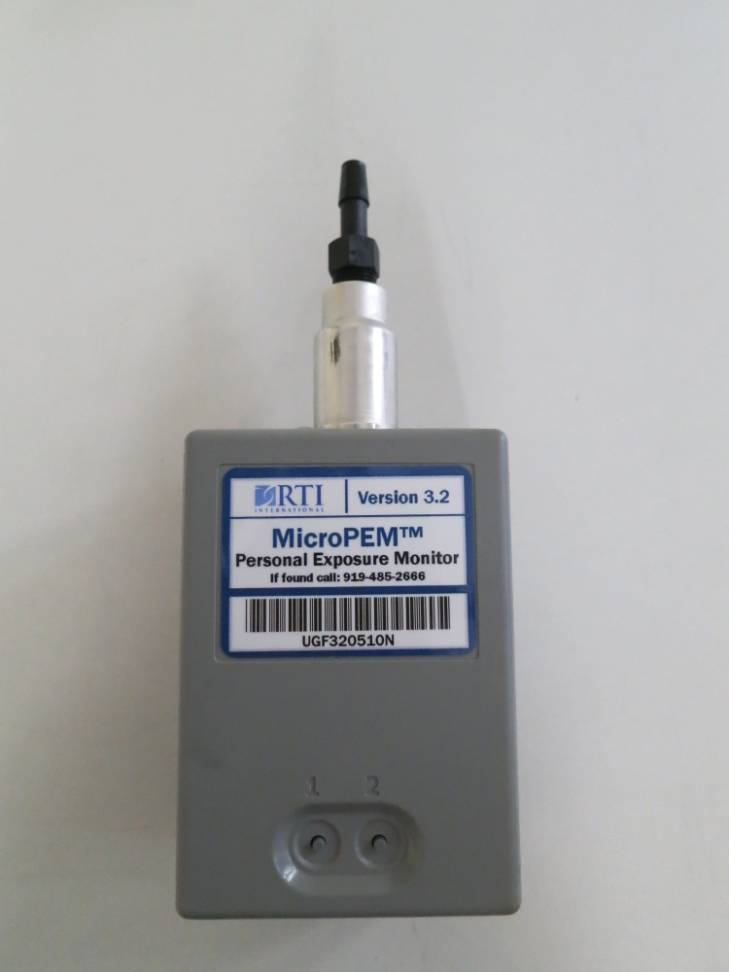 RTI
INTERNATIONAL
Version 3.2
MicroPEM™
Personal Exposure Monitor
If found call: 919-485-2666
UGF320510N
1 2